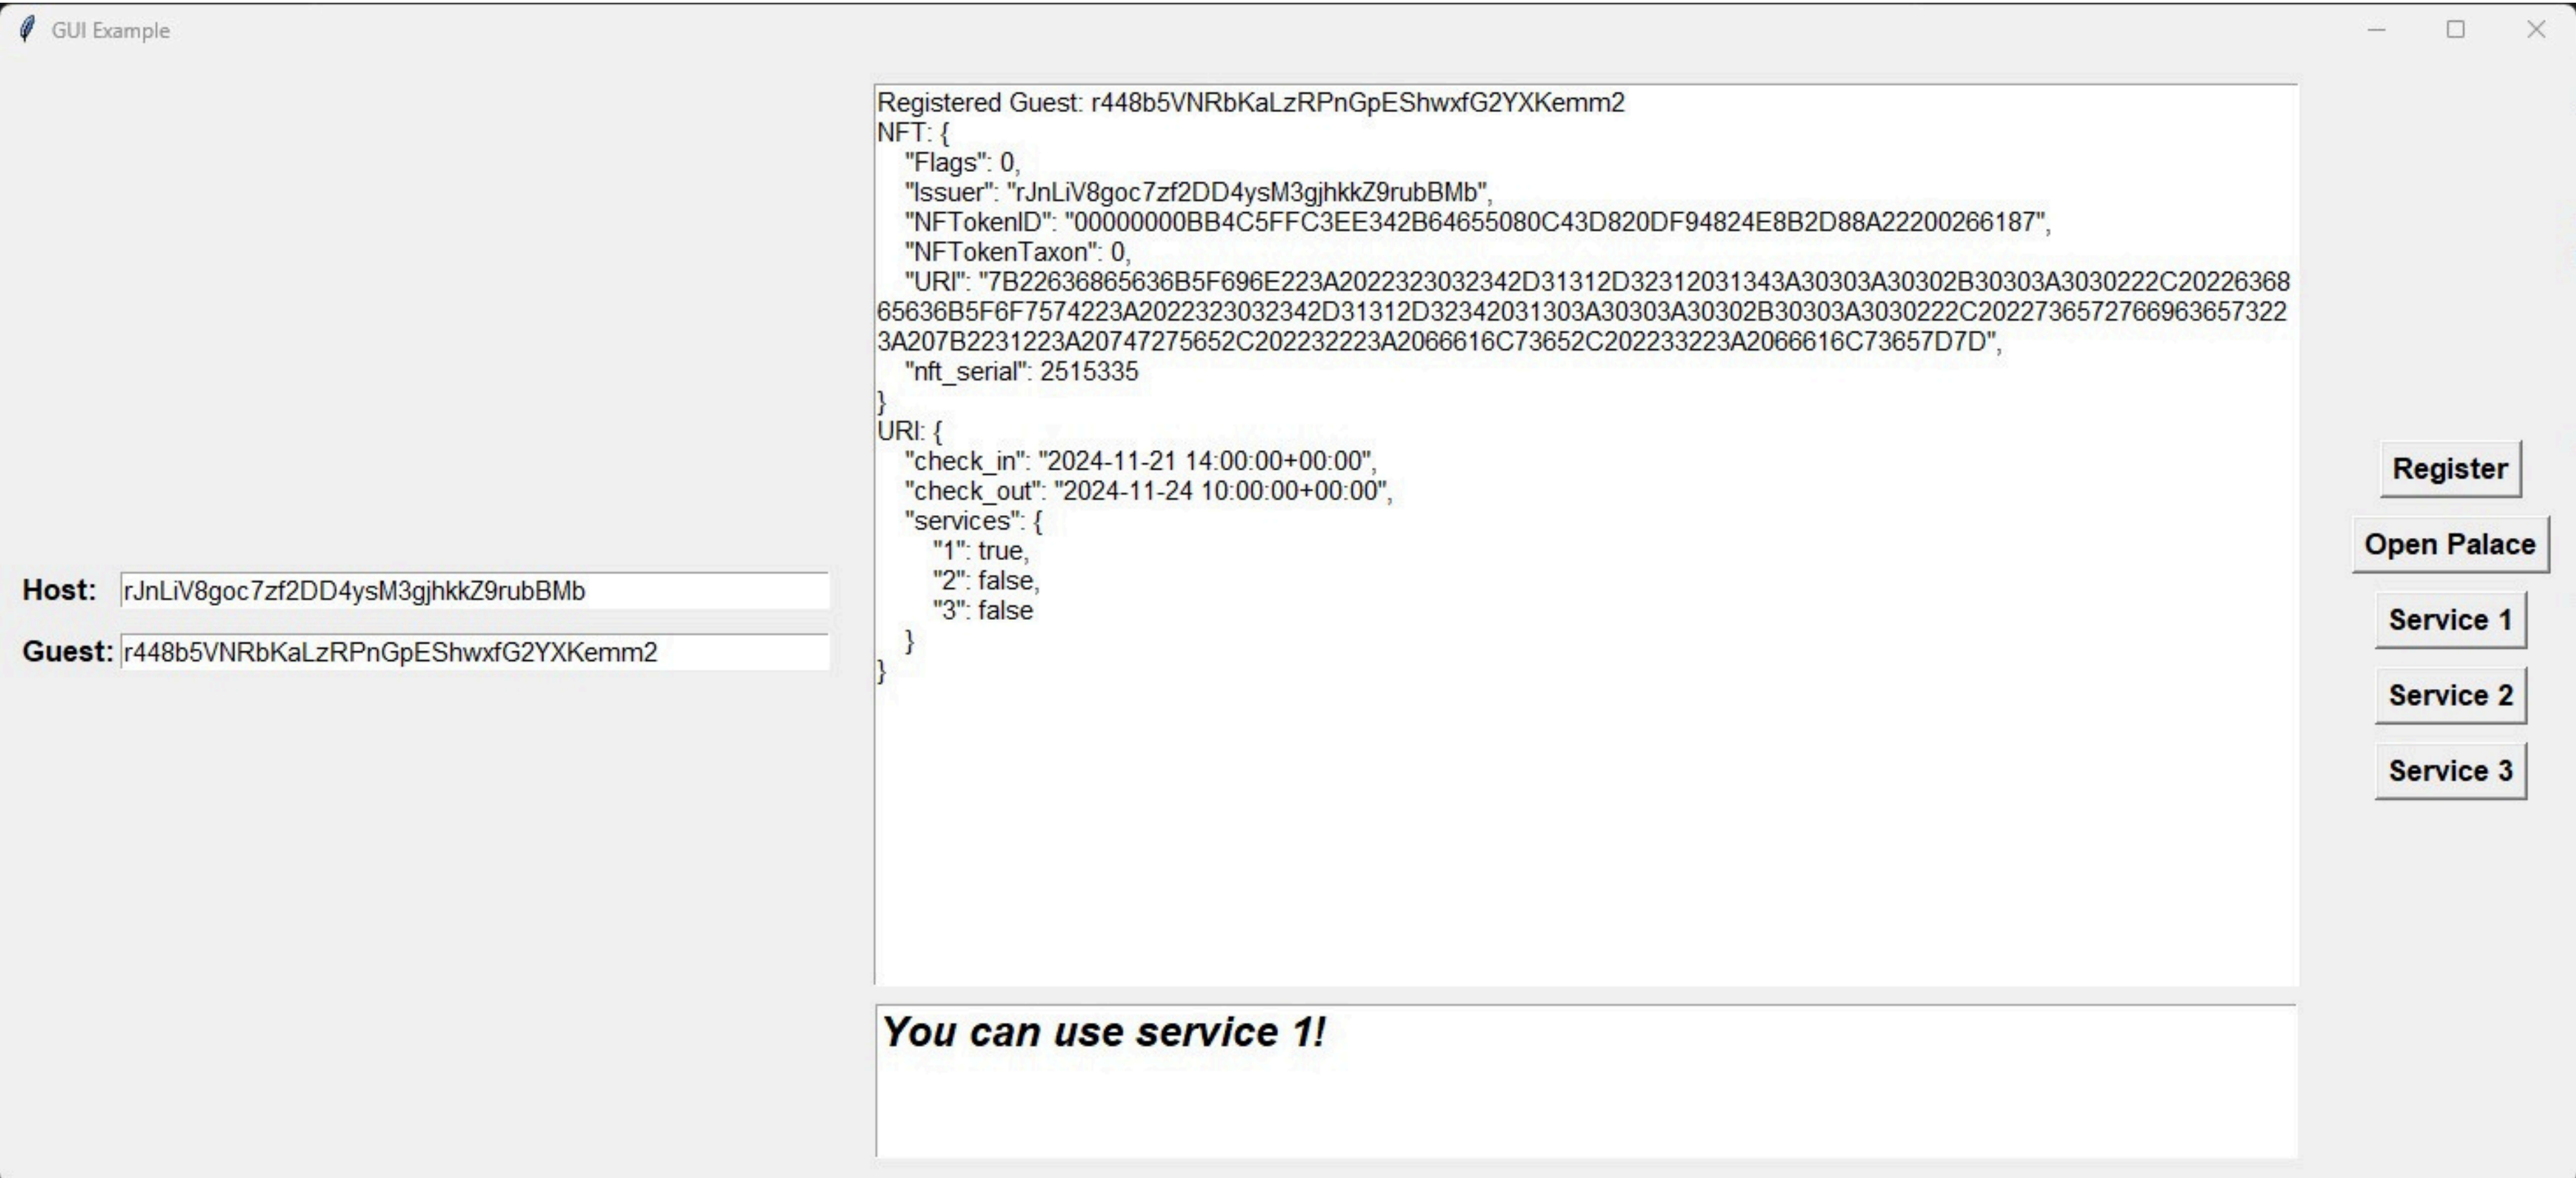 GUI Example
Registered Guest: r448b5VNRbKaLzRPnGpEShwxfG2YXKemm2
NFT: {
"Flags": 0,
"Issuer": "rJnLiV8goc7zf2DD4ysM3gjhkkZ9rubBMb",
"NFTokenID": "00000000BB4C5FFC3EE342B64655080C43D820DF94824E8B2D88A22200266187",
"NFTokenTaxon": 0,
"URI": "7B22636865636B5F696E223A2022323032342D31312D32312031343A30303A30302B30303A3030222C2022636 8
65636B5F6F7574223A2022323032342D31312D32342031303A30303A30302B30303A3030222C202273657276696365732 2
3A207B2231223A20747275652C202232223A2066616C73652C202233223A2066616C73657D7D",
"nft_serial": 2515335
}
URI: {
"check_in": "2024-11-21 14:00:00+00:00",
"check_out": "2024-11-24 10:00:00+00:00",
"services": {
"1": true,
"2": false,
"3": false
}
}
Host: rJnLiV8goc7zf2DD4ysM3gjhkkZ9rubBMb
Guest: r448b5VNRbKaLzRPnGpEShwxfG2YXKemm2
You can use service 1!
Register
Open Palace
Service 1
Service 2
Service 3